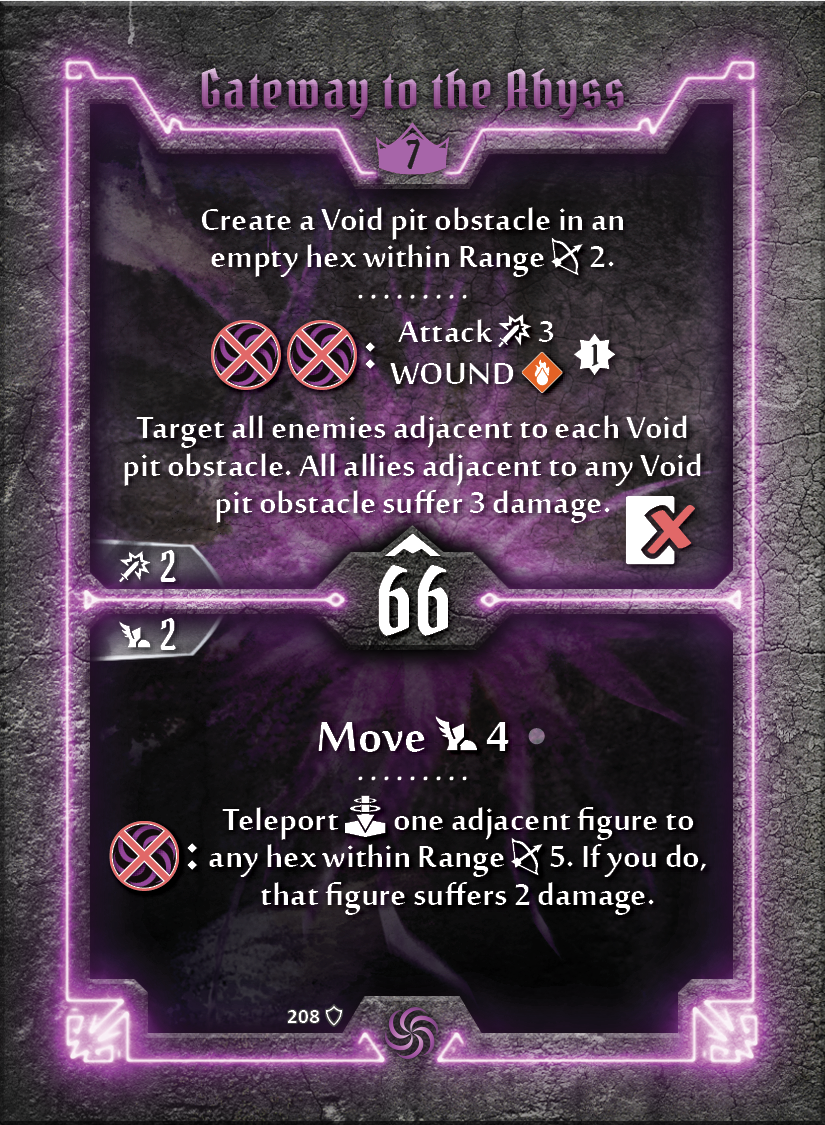 Gateway to the Abyss
7
Create a Void pit obstacle in an
empty hex within Range 2.
.........
: Attack 3
WOUND
1
Target all enemies adjacent to each Void
pit obstacle. All allies adjacent to any Void
pit obstacle suffer 3 damage.
2
66
2
Move 4
.........
Teleport one adjacent figure to
: any hex within Range 5. If you do,
that figure suffers 2 damage.
208